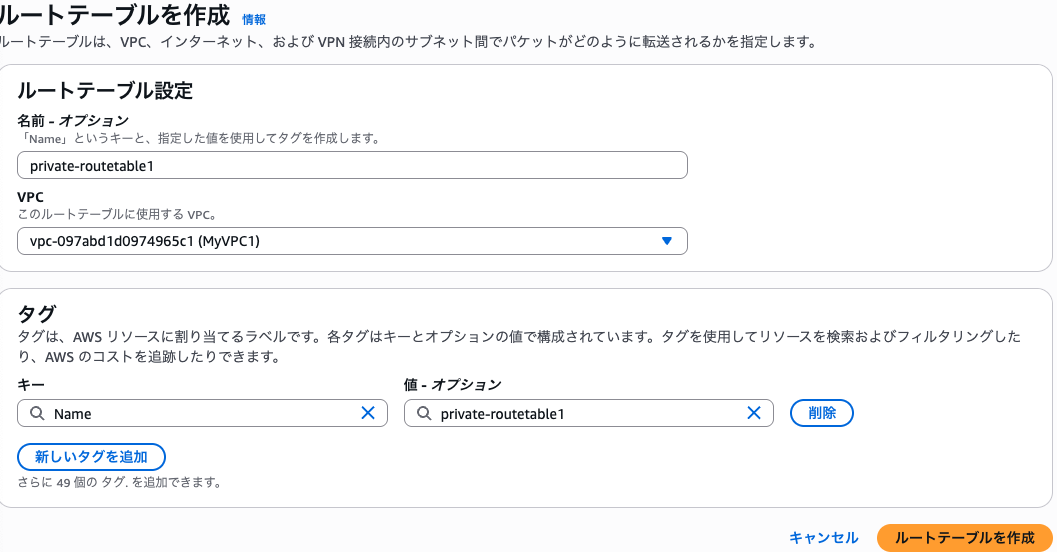 ルートテーブルを作成 情報
ルートテーブルは、VPC、インターネット、および VPN 接続内のサブネット間でパケットがどのように転送されるかを指定します。
ルートテーブル設定
名前 - オプション
「Name」というキーと、指定した値を使用してタグを作成します。
private-routetable1
VPC
このルートテーブルに使用する VPC。
vpc-097abd1d0974965c1 (MyVPC1)
タグ
タグは、AWS リソースに割り当てるラベルです。各タグはキーとオプションの値で構成されています。タグを使用してリソースを検索およびフィルタリングした
り、AWS のコストを追跡したりできます。
キー 値 - オプション
Name private-routetable1 削除
新しいタグを追加
さらに 49 個の タグ. を追加できます。
キャンセル ルートテーブルを作成